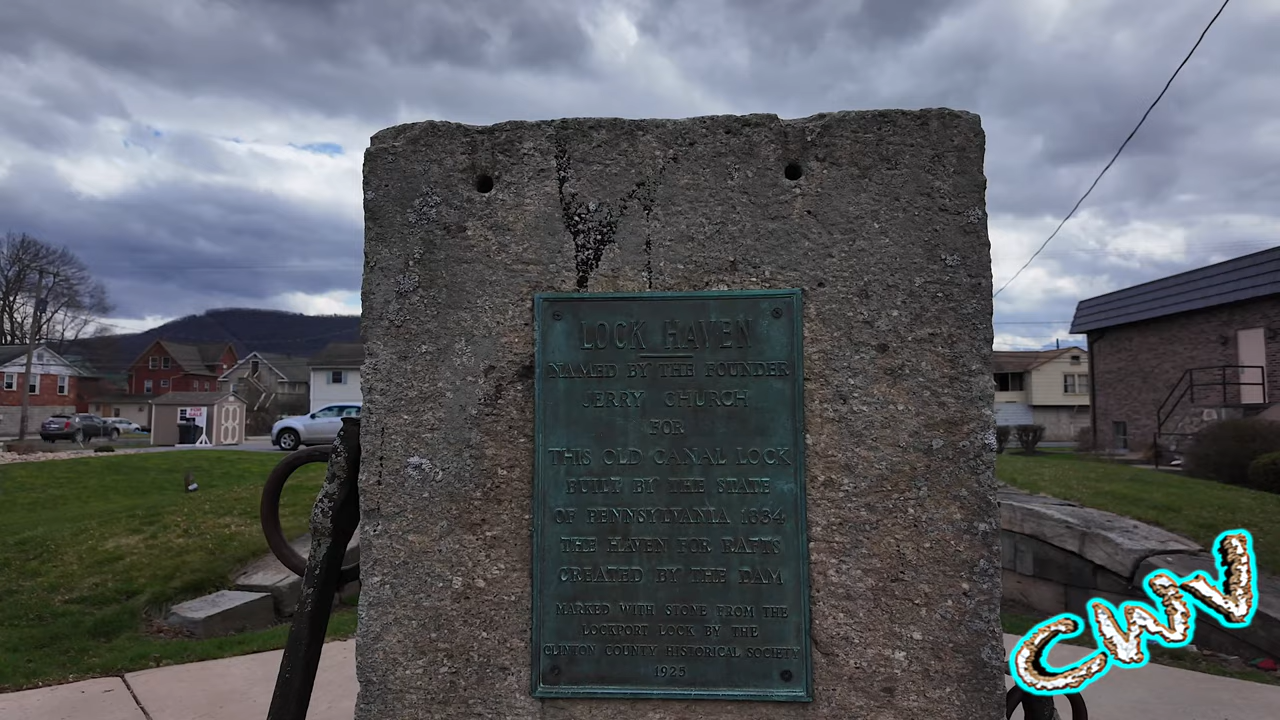 LOCK HAVEN
NAMED BY THE FOUNDER
JERRY CHURCH
FOR
THIS OLD CANAL LOCK
BUILT BY THE STATE
OF PENNSYLVANIA 1834
THE HAVEN FOR RAFTS
CREATED BY THE DAM
MARKED WITH STONE FROM THE
LOCKPORT LOCK BY THE
CLINTON COUNTY HISTORICAL SOCIETY
1925
FOR
SALE
CWV